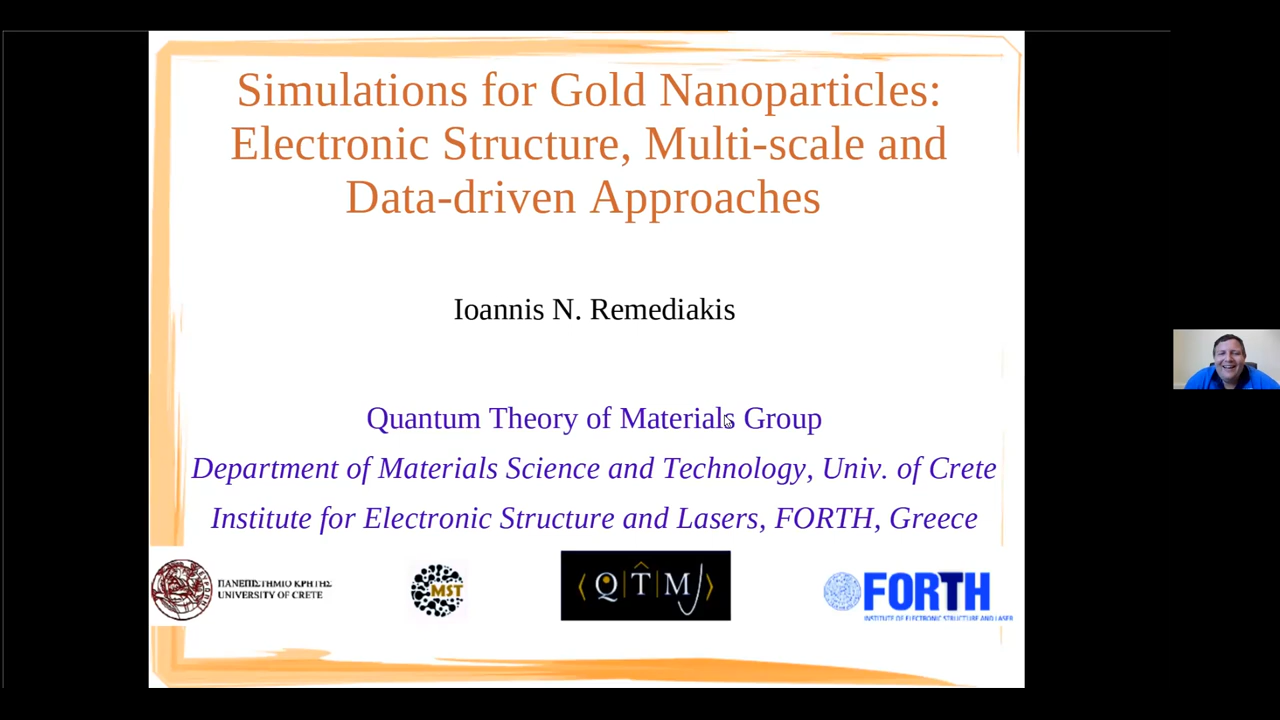 Simulations for Gold Nanoparticles:
Electronic Structure, Multi-scale and
Data-driven Approaches
Ioannis N. Remediakis
Quantum Theory of Materials Group
Department of Materials Science and Technology, Univ. of Crete
Institute for Electronic Structure and Lasers, FORTH, Greece
ΠΑΝΕΠΙΣΤΗΜΙΟ ΚΡΗΤΗΣ
UNIVERSITY OF CRETE
MST
⟨Q|T̂|MJ⟩
FORTH
INSTITUTE OF ELECTRONIC STRUCTURE AND LASER